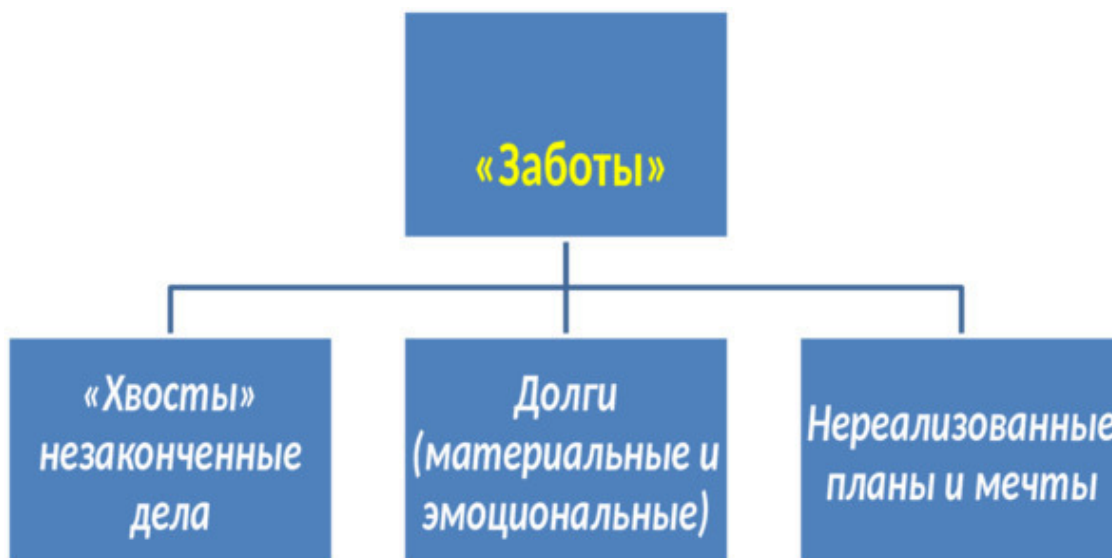 «Заботы»
«Хвосты»
незаконченные
дела
Долги
(материальные и
эмоциональные)
Нереализованные
планы и мечты